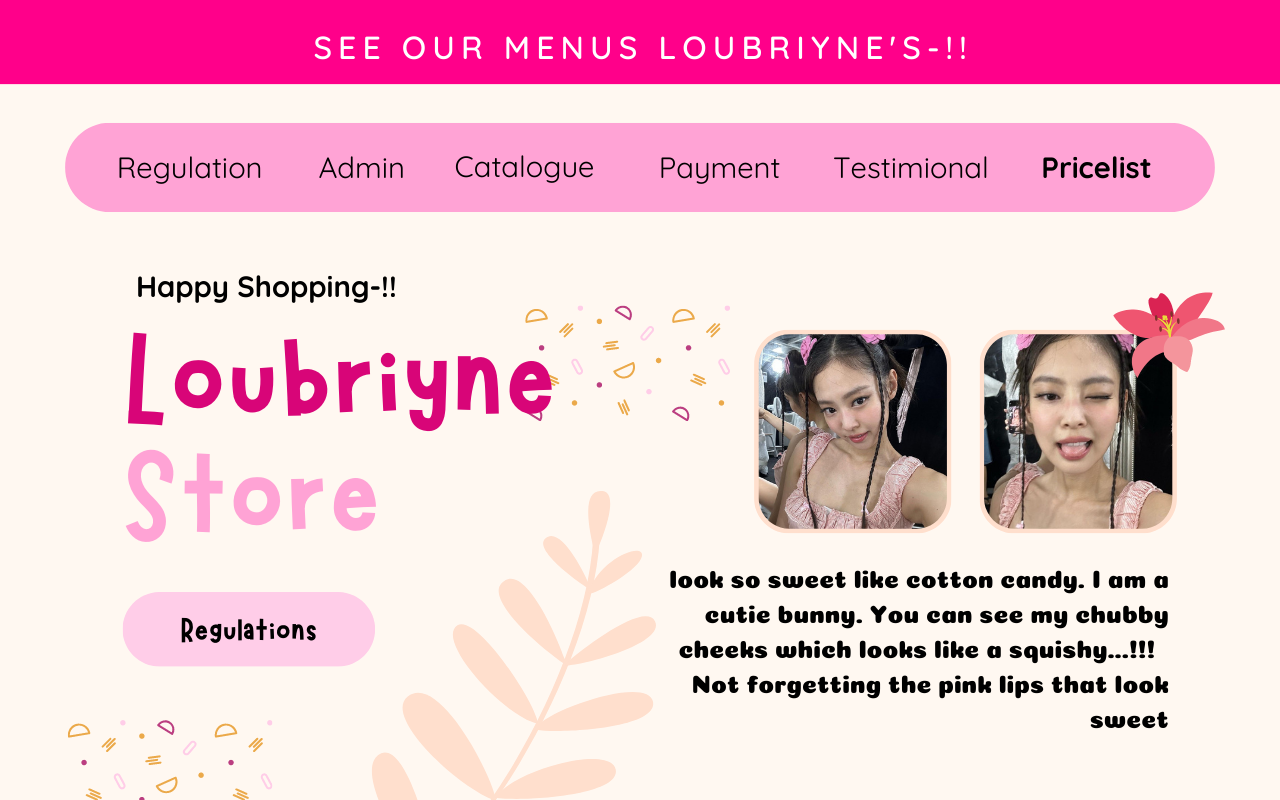 SEE OUR MENUS LOUBRIYNE'S-!!
Regulation Admin Catalogue Payment Testimional Pricelist
Happy Shopping-!!
Loubriyne
Store
Regulations
look so sweet like cotton candy. I am a
cutie bunny. You can see my chubby
cheeks which looks like a squishy...!!!
Not forgetting the pink lips that look
sweet